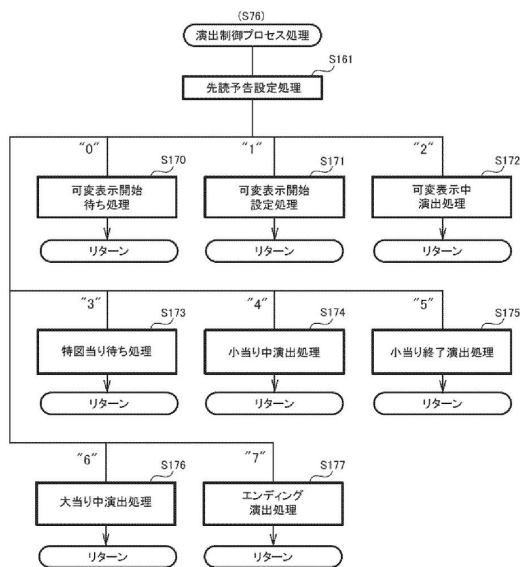 (S76)
演出制御プロセス処理
S161
先読予告設定処理
"0"
"1"
"2"
S170
S171
S172
可変表示開始
待ち処理
可変表示開始
設定処理
可変表示中
演出処理
リターン
リターン
リターン
"3"
"4"
"5"
S173
S174
S175
特図当り待ち処理
小当り中演出処理
小当り終了演出処理
リターン
リターン
リターン
"6"
"7"
S176
S177
大当り中演出処理
エンディング
演出処理
リターン
リターン